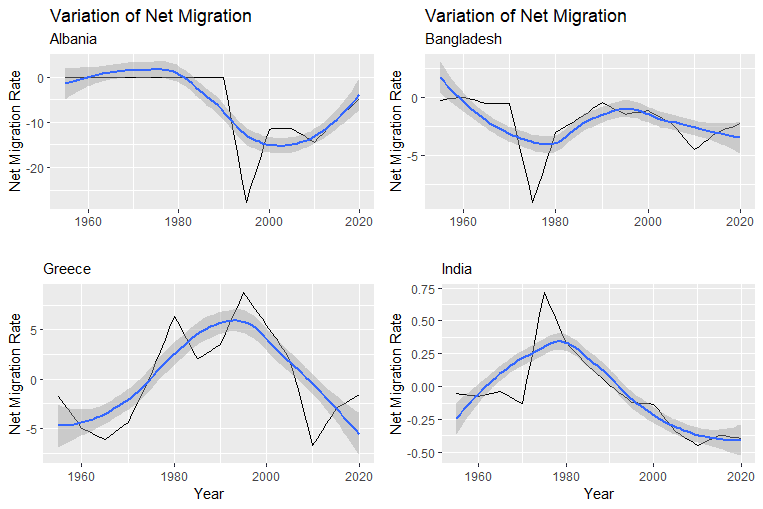 Variation of Net Migration
Albania
Net Migration Rate
0
-10
-20
1960 1980 2000 2020
Variation of Net Migration
Bangladesh
Net Migration Rate
0
-5
1960 1980 2000 2020
Greece
Net Migration Rate
5
0
-5
1960 1980 2000 2020
Year
India
Net Migration Rate
0.75
0.50
0.25
0.00
-0.25
-0.50
1960 1980 2000 2020
Year